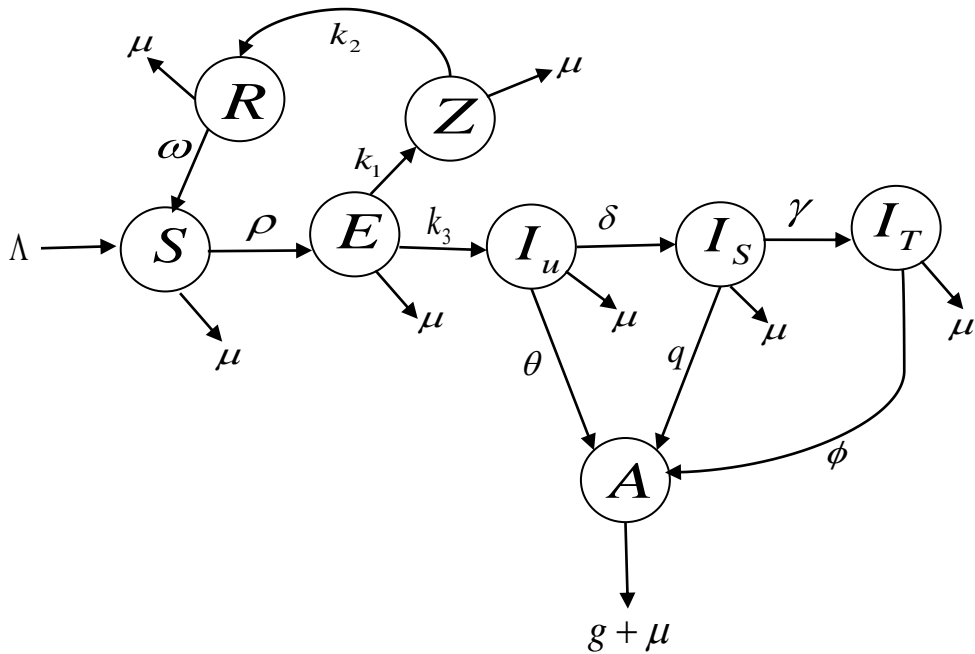 k₂
μ
R
Z
μ
ω
k₁
Λ
S
ρ
E
k₃
I_u
δ
I_S
γ
I_T
μ
μ
μ
μ
μ
θ
q
ϕ
A
g + μ